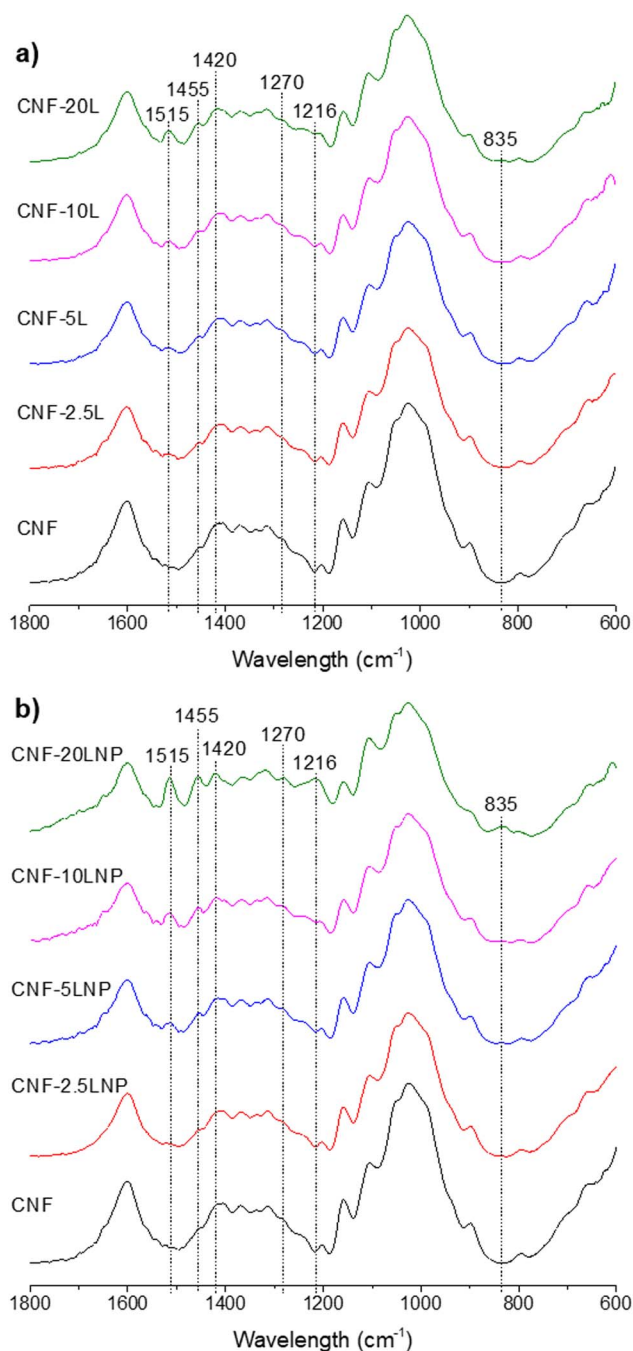 a)
1420
1455
1270
1515
1216
835
CNF-20L
CNF-10L
CNF-5L
CNF-2.5L
CNF
1800 1600 1400 1200 1000 800 600
Wavelength (cm⁻¹)
b)
1455
1270
1515 1420
1216
835
CNF-20LNP
CNF-10LNP
CNF-5LNP
CNF-2.5LNP
CNF
1800 1600 1400 1200 1000 800 600
Wavelength (cm⁻¹)